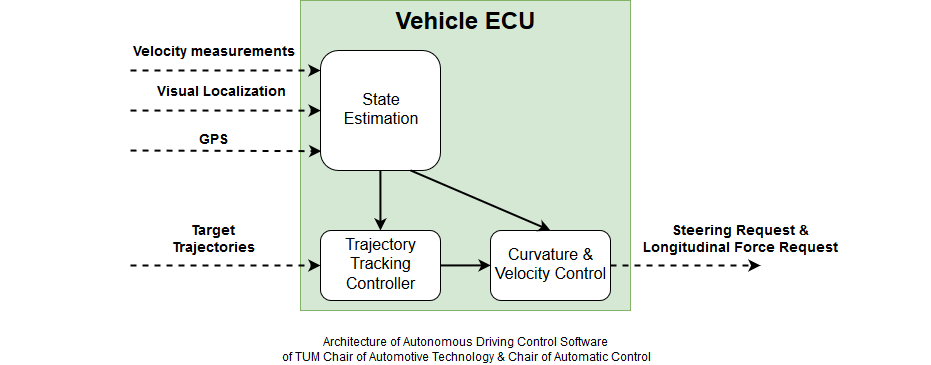 Vehicle ECU
Velocity measurements
Visual Localization
GPS
State
Estimation
Target
Trajectories
Trajectory
Tracking
Controller
Curvature &
Velocity Control
Steering Request &
Longitudinal Force Request
Architecture of Autonomous Driving Control Software
of TUM Chair of Automotive Technology & Chair of Automatic Control